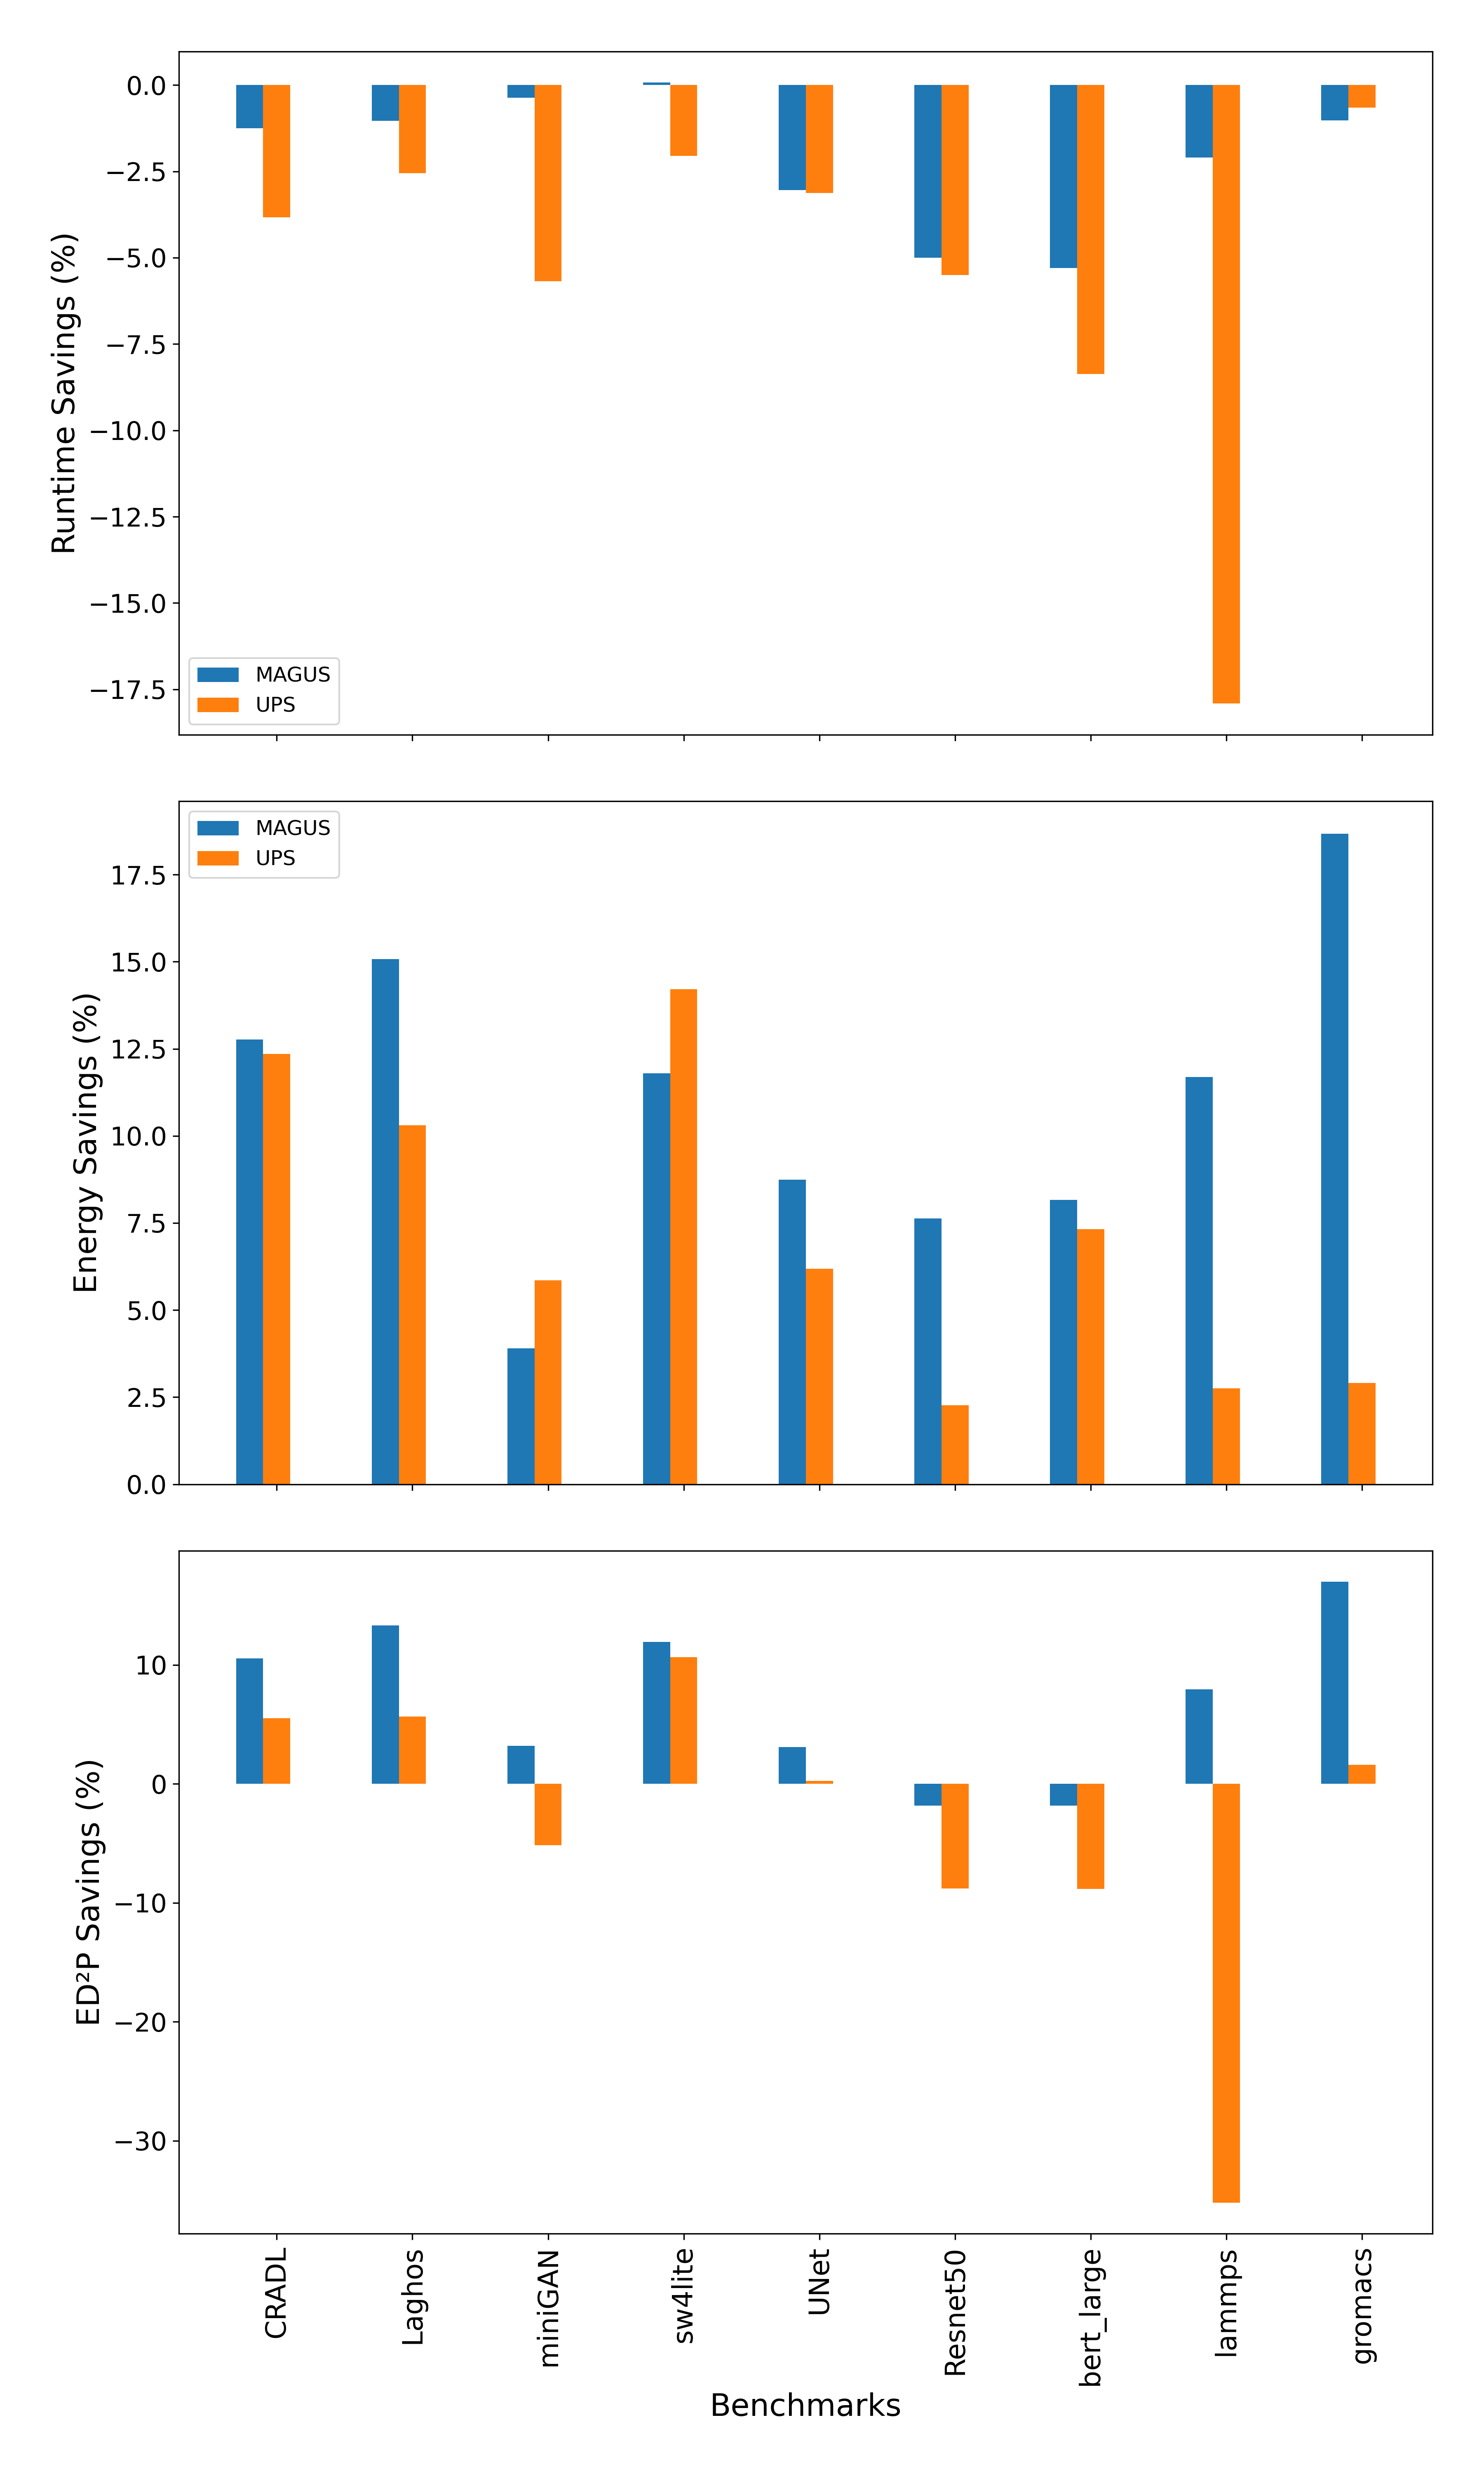 Runtime Savings (%)
0.0
−2.5
−5.0
−7.5
−10.0
−12.5
−15.0
−17.5
MAGUS
UPS
Energy Savings (%)
MAGUS
UPS
17.5
15.0
12.5
10.0
7.5
5.0
2.5
0.0
ED²P Savings (%)
10
0
−10
−20
−30
CRADL
Laghos
miniGAN
sw4lite
UNet
Resnet50
bert_large
lammps
gromacs
Benchmarks